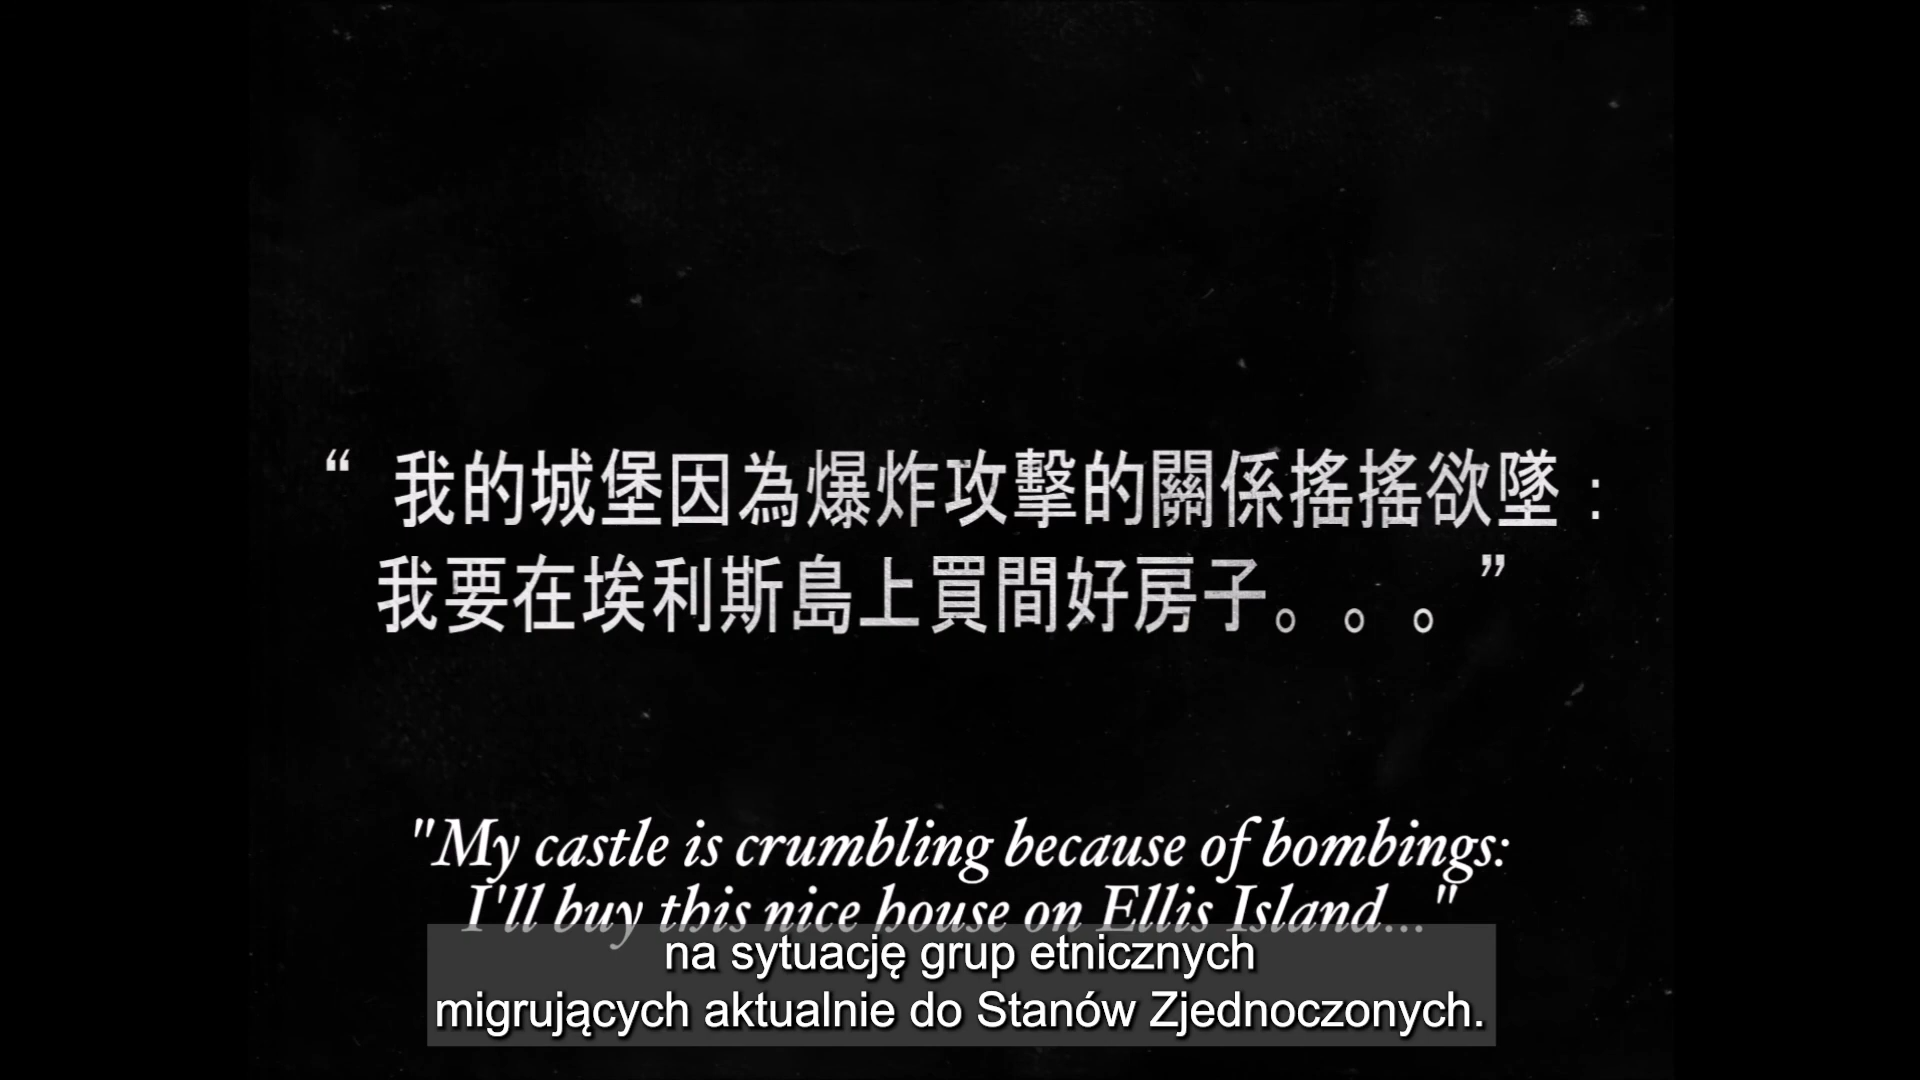 “ 我的城堡因為爆炸攻擊的關係搖搖欲墜：
我要在埃利斯島上買間好房子。。。”
"My castle is crumbling because of bombings:
I'll buy this nice house on Ellis Island... "
na sytuację grup etnicznych
migrujących aktualnie do Stanów Zjednoczonych.